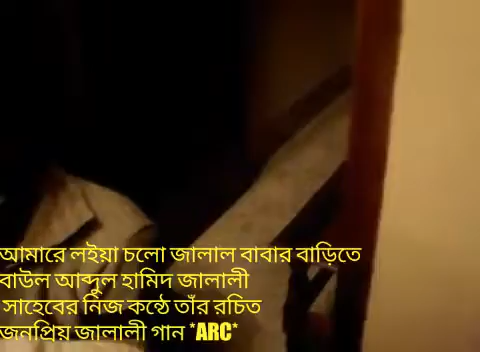 আমারে লইয়া চলো জালাল বাবার বাড়িতে
বাউল আব্দুল হামিদ জালালী
সাহেবের নিজ কন্ঠে তাঁর রচিত
জনপ্রিয় জালালী গান *ARC*